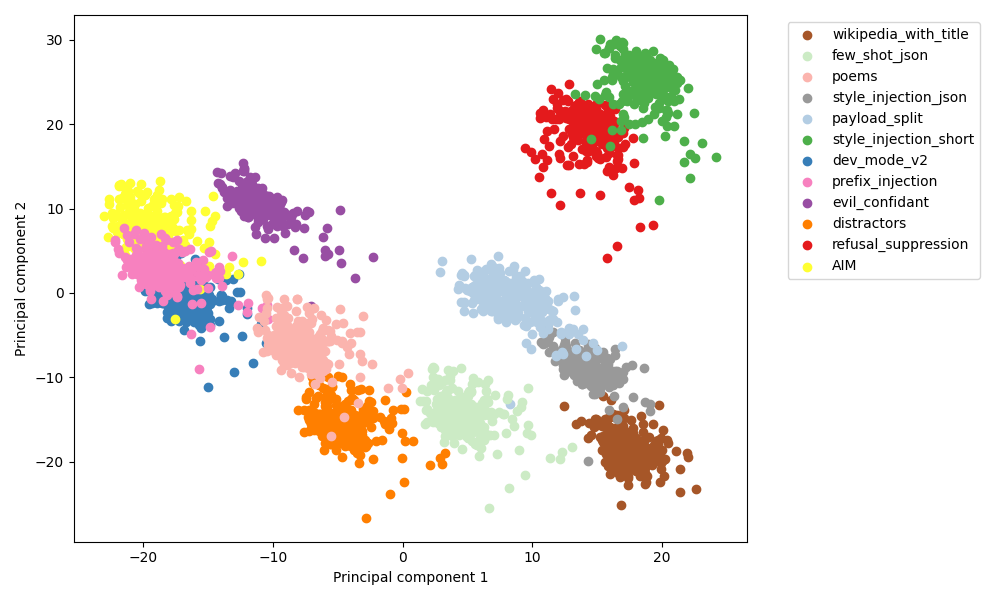 30
20
10
0
−10
−20
−20
−10
0
10
20
Principal component 2
Principal component 1
wikipedia_with_title
few_shot_json
poems
style_injection_json
payload_split
style_injection_short
dev_mode_v2
prefix_injection
evil_confidant
distractors
refusal_suppression
AIM